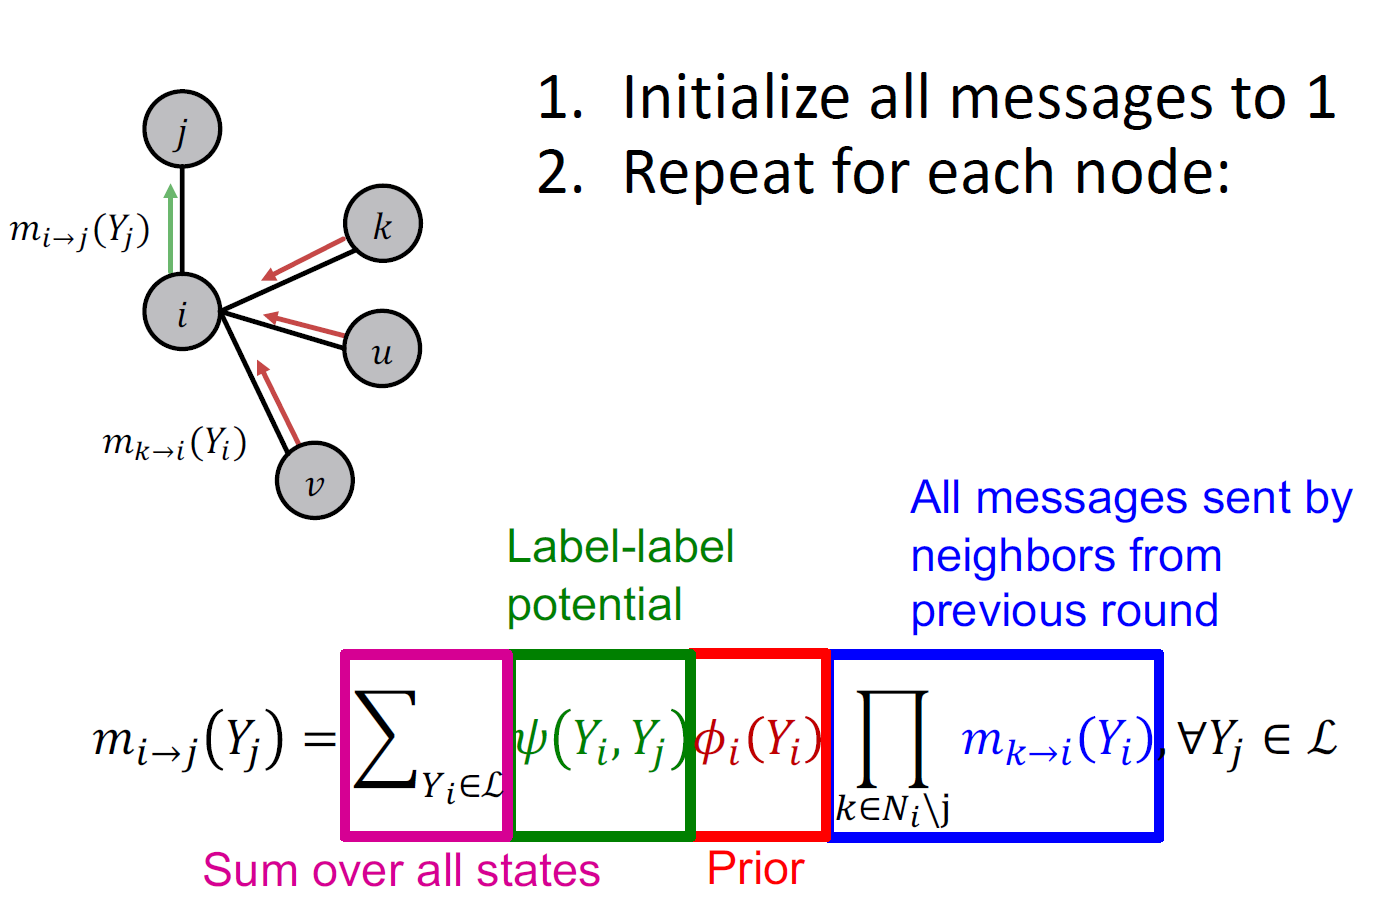 1. Initialize all messages to 1
2. Repeat for each node:
j
m_{i→j}(Y_j)
k
i
u
m_{k→i}(Y_i)
v
All messages sent by
neighbors from
previous round
Label-label
potential
m_{i→j}(Y_j) = ∑_{Y_i∈ℒ} ψ(Y_i, Y_j) ϕ_i(Y_i) ∏_{k∈N_i\j} m_{k→i}(Y_i), ∀Y_j ∈ ℒ
Sum over all states
Prior